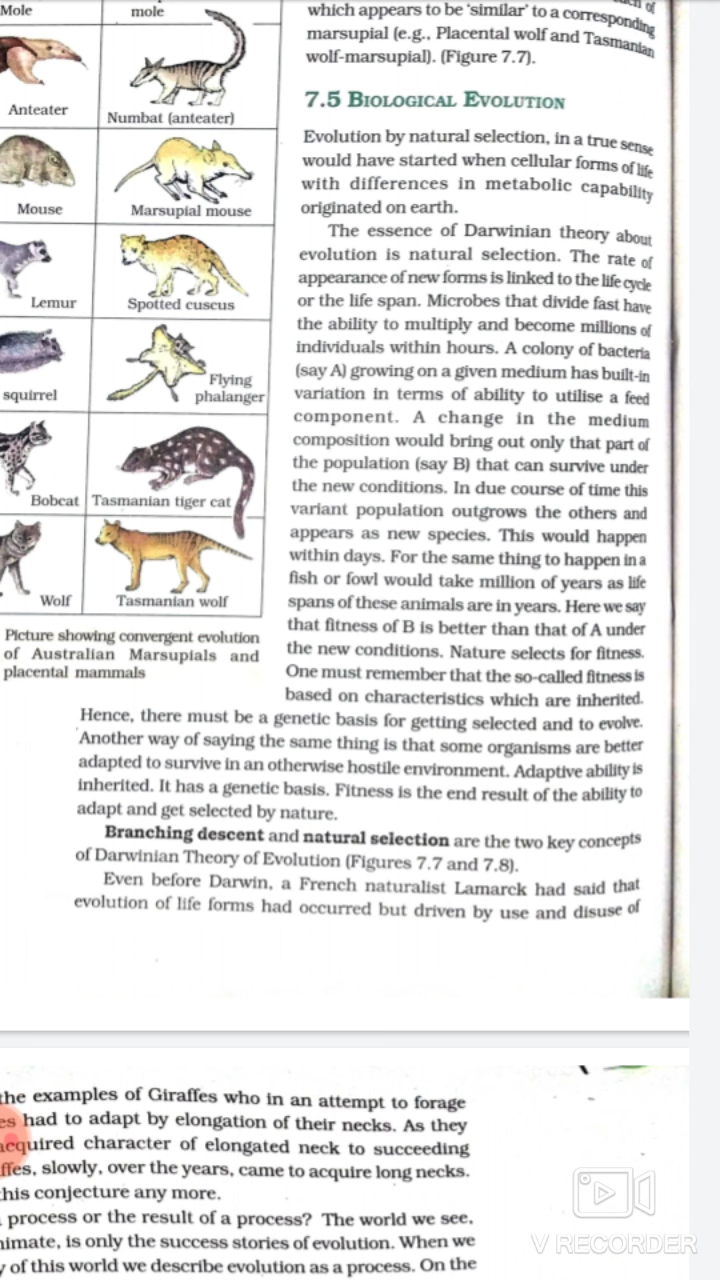 Mole
mole
Anteater
Numbat (anteater)
Mouse
Marsupial mouse
Lemur
Spotted cuscus
squirrel
Flying
phalanger
Bobcat
Tasmanian tiger cat
Wolf
Tasmanian wolf
Picture showing convergent evolution
of Australian Marsupials and
placental mammals
of
which appears to be 'similar' to a corresponding
marsupial (e.g., Placental wolf and Tasmanian
wolf-marsupial). (Figure 7.7).
7.5 BIOLOGICAL EVOLUTION
Evolution by natural selection, in a true sense
would have started when cellular forms of life
with differences in metabolic capability
originated on earth.
The essence of Darwinian theory about
evolution is natural selection. The rate of
appearance of new forms is linked to the life cycle
or the life span. Microbes that divide fast have
the ability to multiply and become millions of
individuals within hours. A colony of bacteria
(say A) growing on a given medium has built-in
variation in terms of ability to utilise a feed
component. A change in the medium
composition would bring out only that part of
the population (say B) that can survive under
the new conditions. In due course of time this
variant population outgrows the others and
appears as new species. This would happen
within days. For the same thing to happen in a
fish or fowl would take million of years as life
spans of these animals are in years. Here we say
that fitness of B is better than that of A under
the new conditions. Nature selects for fitness.
One must remember that the so-called fitness is
based on characteristics which are inherited.
Hence, there must be a genetic basis for getting selected and to evolve.
Another way of saying the same thing is that some organisms are better
adapted to survive in an otherwise hostile environment. Adaptive ability is
inherited. It has a genetic basis. Fitness is the end result of the ability to
adapt and get selected by nature.
Branching descent and natural selection are the two key concepts
of Darwinian Theory of Evolution (Figures 7.7 and 7.8).
Even before Darwin, a French naturalist Lamarck had said that
evolution of life forms had occurred but driven by use and disuse of
the examples of Giraffes who in an attempt to forage
had to adapt by elongation of their necks. As they
acquired character of elongated neck to succeeding
slowly, over the years, came to acquire long necks.
this conjecture any more.
process or the result of a process? The world we see,
is only the success stories of evolution. When we
of this world we describe evolution as a process. On the
V RECORDER